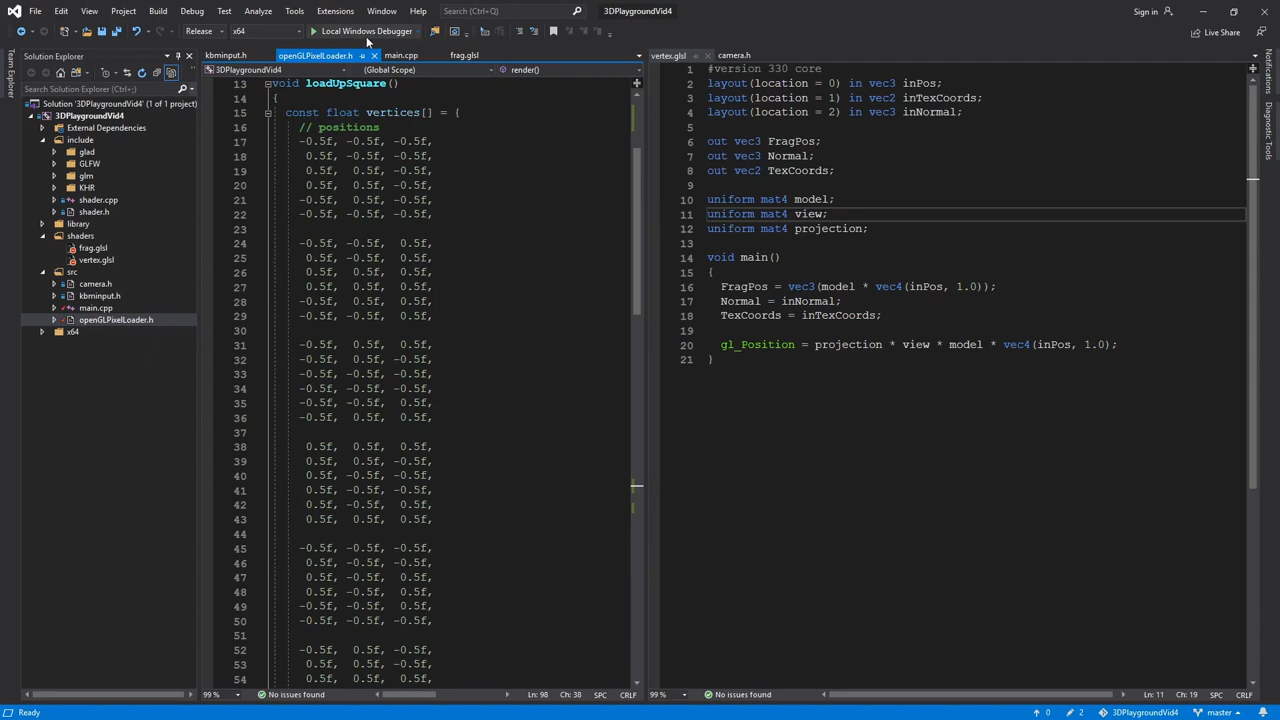 File Edit View Project Build Debug Test Analyze Tools Extensions Window Help Search (Ctrl+Q) 3DPlaygroundVid4 Sign in
Release x64 Local Windows Debugger Live Share
Team Explorer
Solution Explorer
Search Solution Explorer (Ctrl+;)
Solution '3DPlaygroundVid4' (1 of 1 project)
3DPlaygroundVid4
External Dependencies
include
glad
GLFW
glm
KHR
shader.cpp
shader.h
library
shaders
frag.glsl
vertex.glsl
src
camera.h
kbminput.h
main.cpp
openGLPixelLoader.h
x64
kbminput.h openGLPixelLoader.h main.cpp frag.glsl
3DPlaygroundVid4 (Global Scope) render()
13 void loadUpSquare()
14 {
15 const float vertices[] = {
16 // positions
17 -0.5f, -0.5f, -0.5f,
18 0.5f, -0.5f, -0.5f,
19 0.5f, 0.5f, -0.5f,
20 0.5f, 0.5f, -0.5f,
21 -0.5f, 0.5f, -0.5f,
22 -0.5f, -0.5f, -0.5f,
23
24 -0.5f, -0.5f, 0.5f,
25 0.5f, -0.5f, 0.5f,
26 0.5f, 0.5f, 0.5f,
27 0.5f, 0.5f, 0.5f,
28 -0.5f, 0.5f, 0.5f,
29 -0.5f, -0.5f, 0.5f,
30
31 -0.5f, 0.5f, 0.5f,
32 -0.5f, 0.5f, -0.5f,
33 -0.5f, -0.5f, -0.5f,
34 -0.5f, -0.5f, -0.5f,
35 -0.5f, -0.5f, 0.5f,
36 -0.5f, 0.5f, 0.5f,
37
38 0.5f, 0.5f, 0.5f,
39 0.5f, 0.5f, -0.5f,
40 0.5f, -0.5f, -0.5f,
41 0.5f, -0.5f, -0.5f,
42 0.5f, -0.5f, 0.5f,
43 0.5f, 0.5f, 0.5f,
44
45 -0.5f, -0.5f, -0.5f,
46 0.5f, -0.5f, -0.5f,
47 0.5f, -0.5f, 0.5f,
48 0.5f, -0.5f, 0.5f,
49 -0.5f, -0.5f, 0.5f,
50 -0.5f, -0.5f, -0.5f,
51
52 -0.5f, 0.5f, -0.5f,
53 0.5f, 0.5f, -0.5f,
54 0.5f, 0.5f, 0.5f,
99 % No issues found Ln: 98 Ch: 38 SPC CRLF
vertex.glsl camera.h
1 #version 330 core
2 layout(location = 0) in vec3 inPos;
3 layout(location = 1) in vec2 inTexCoords;
4 layout(location = 2) in vec3 inNormal;
5
6 out vec3 FragPos;
7 out vec3 Normal;
8 out vec2 TexCoords;
9
10 uniform mat4 model;
11 uniform mat4 view;
12 uniform mat4 projection;
13
14 void main()
15 {
16 FragPos = vec3(model * vec4(inPos, 1.0));
17 Normal = inNormal;
18 TexCoords = inTexCoords;
19
20 gl_Position = projection * view * model * vec4(inPos, 1.0);
21 }
99 % No issues found Ln: 11 Ch: 19 SPC CRLF
Notifications
Diagnostic Tools
Ready 0 2 3DPlaygroundVid4 master